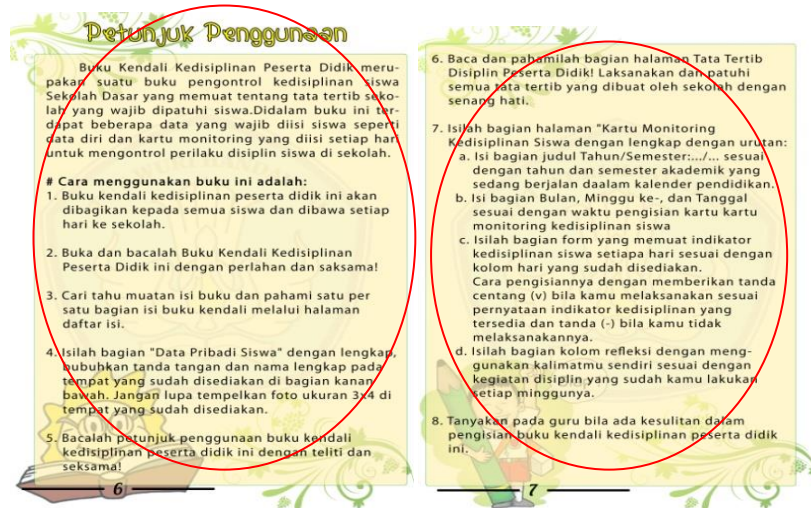 Petunjuk Penggunaan
Buku Kendali Kedisiplinan Peserta Didik meru-
pakan suatu buku pengontrol kedisiplinan siswa
Sekolah Dasar yang memuat tentang tata tertib seko-
lah yang wajib dipatuhi siswa.Didalam buku ini ter-
dapat beberapa data yang wajib diisi siswa seperti
data diri dan kartu monitoring yang diisi setiap hari
untuk mengontrol perilaku disiplin siswa di sekolah.
# Cara menggunakan buku ini adalah:
1. Buku kendali kedisiplinan peserta didik ini akan
dibagikan kepada semua siswa dan dibawa setiap
hari ke sekolah.
2. Buka dan bacalah Buku Kendali Kedisiplinan
Peserta Didik ini dengan perlahan dan saksama!
3. Cari tahu muatan isi buku dan pahami satu per
satu bagian isi buku kendali melalui halaman
daftar isi.
4. Isilah bagian "Data Pribadi Siswa" dengan lengkap,
bubuhkan tanda tangan dan nama lengkap pada
tempat yang sudah disediakan di bagian kanan
bawah. Jangan lupa tempelkan foto ukuran 3x4 di
tempat yang sudah disediakan.
5. Bacalah petunjuk penggunaan buku kendali
kedisiplinan peserta didik ini dengan teliti dan
seksama!
6
6. Baca dan pahamilah bagian halaman Tata Tertib
Disiplin Peserta Didik! Laksanakan dan patuhi
semua tata tertib yang dibuat oleh sekolah dengan
senang hati.
7. Isilah bagian halaman "Kartu Monitoring
Kedisiplinan Siswa dengan lengkap dengan urutan:
a. Isi bagian judul Tahun/Semester:.../... sesuai
dengan tahun dan semester akademik yang
sedang berjalan daalam kalender pendidikan.
b. Isi bagian Bulan, Minggu ke-, dan Tanggal
sesuai dengan waktu pengisian kartu kartu
monitoring kedisiplinan siswa
c. Isilah bagian form yang memuat indikator
kedisiplinan siswa setiapa hari sesuai dengan
kolom hari yang sudah disediakan.
Cara pengisiannya dengan memberikan tanda
centang (v) bila kamu melaksanakan sesuai
pernyataan indikator kedisiplinan yang
tersedia dan tanda (-) bila kamu tidak
melaksanakannya.
d. Isilah bagian kolom refleksi dengan meng-
gunakan kalimatmu sendiri sesuai dengan
kegiatan disiplin yang sudah kamu lakukan
setiap minggunya.
8. Tanyakan pada guru bila ada kesulitan dalam
pengisian buku kendali kedisiplinan peserta didik
ini.
7